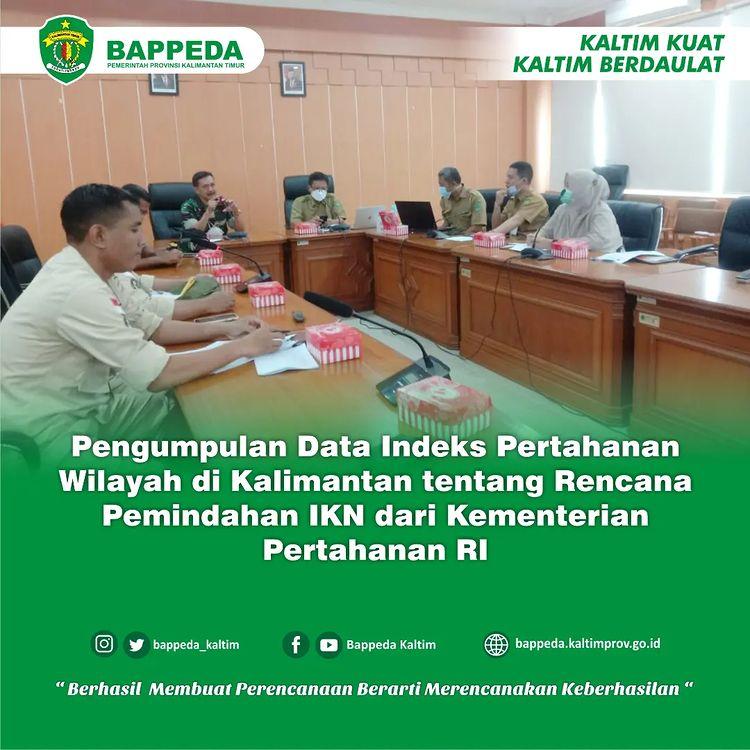 BAPPEDA
PEMERINTAH PROVINSI KALIMANTAN TIMUR
KALTIM KUAT
KALTIM BERDAULAT
Pengumpulan Data Indeks Pertahanan
Wilayah di Kalimantan tentang Rencana
Pemindahan IKN dari Kementerian
Pertahanan RI
bappeda_kaltim
Bappeda Kaltim
bappeda.kaltimprov.go.id
“ Berhasil Membuat Perencanaan Berarti Merencanakan Keberhasilan “